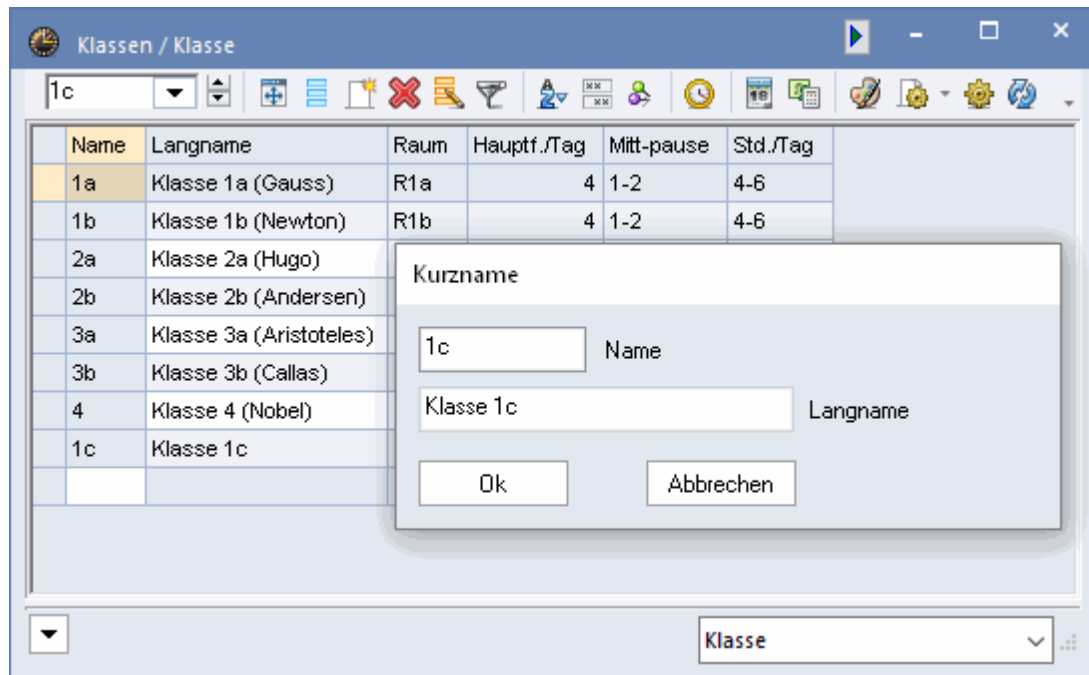 Klassen / Klasse
1c
Name Langname Raum Hauptf./Tag Mitt-pause Std./Tag
1a Klasse 1a (Gauss) R1a 4 1-2 4-6
1b Klasse 1b (Newton) R1b 4 1-2 4-6
2a Klasse 2a (Hugo)
2b Klasse 2b (Andersen)
3a Klasse 3a (Aristoteles)
3b Klasse 3b (Callas)
4 Klasse 4 (Nobel)
1c Klasse 1c
Kurzname
1c Name
Klasse 1c Langname
Ok Abbrechen
Klasse